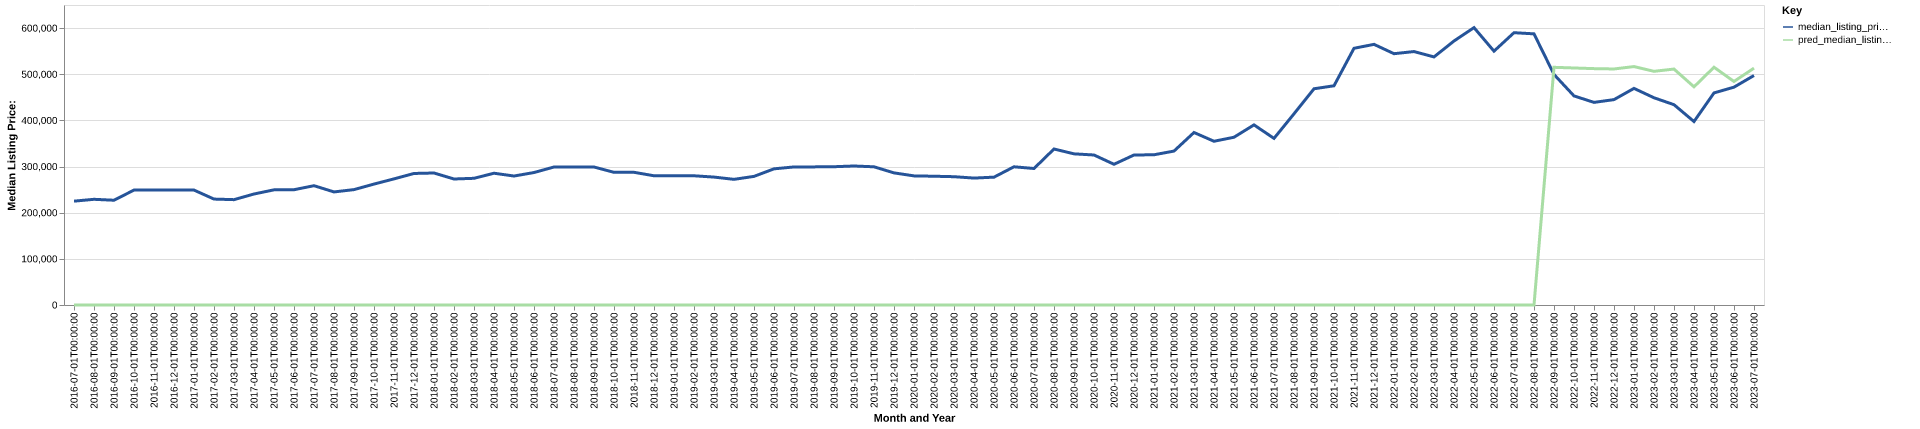 Key
median_listing_pri...
pred_median_listin...
Median Listing Price:
600,000
500,000
400,000
300,000
200,000
100,000
0
2016-07-01T00:00:00
2016-08-01T00:00:00
2016-09-01T00:00:00
2016-10-01T00:00:00
2016-11-01T00:00:00
2016-12-01T00:00:00
2017-01-01T00:00:00
2017-02-01T00:00:00
2017-03-01T00:00:00
2017-04-01T00:00:00
2017-05-01T00:00:00
2017-06-01T00:00:00
2017-07-01T00:00:00
2017-08-01T00:00:00
2017-09-01T00:00:00
2017-10-01T00:00:00
2017-11-01T00:00:00
2017-12-01T00:00:00
2018-01-01T00:00:00
2018-02-01T00:00:00
2018-03-01T00:00:00
2018-04-01T00:00:00
2018-05-01T00:00:00
2018-06-01T00:00:00
2018-07-01T00:00:00
2018-08-01T00:00:00
2018-09-01T00:00:00
2018-10-01T00:00:00
2018-11-01T00:00:00
2018-12-01T00:00:00
2019-01-01T00:00:00
2019-02-01T00:00:00
2019-03-01T00:00:00
2019-04-01T00:00:00
2019-05-01T00:00:00
2019-06-01T00:00:00
2019-07-01T00:00:00
2019-08-01T00:00:00
2019-09-01T00:00:00
2019-10-01T00:00:00
2019-11-01T00:00:00
2019-12-01T00:00:00
2020-01-01T00:00:00
2020-02-01T00:00:00
2020-03-01T00:00:00
2020-04-01T00:00:00
2020-05-01T00:00:00
2020-06-01T00:00:00
2020-07-01T00:00:00
2020-08-01T00:00:00
2020-09-01T00:00:00
2020-10-01T00:00:00
2020-11-01T00:00:00
2020-12-01T00:00:00
2021-01-01T00:00:00
2021-02-01T00:00:00
2021-03-01T00:00:00
2021-04-01T00:00:00
2021-05-01T00:00:00
2021-06-01T00:00:00
2021-07-01T00:00:00
2021-08-01T00:00:00
2021-09-01T00:00:00
2021-10-01T00:00:00
2021-11-01T00:00:00
2021-12-01T00:00:00
2022-01-01T00:00:00
2022-02-01T00:00:00
2022-03-01T00:00:00
2022-04-01T00:00:00
2022-05-01T00:00:00
2022-06-01T00:00:00
2022-07-01T00:00:00
2022-08-01T00:00:00
2022-09-01T00:00:00
2022-10-01T00:00:00
2022-11-01T00:00:00
2022-12-01T00:00:00
2023-01-01T00:00:00
2023-02-01T00:00:00
2023-03-01T00:00:00
2023-04-01T00:00:00
2023-05-01T00:00:00
2023-06-01T00:00:00
2023-07-01T00:00:00
Month and Year